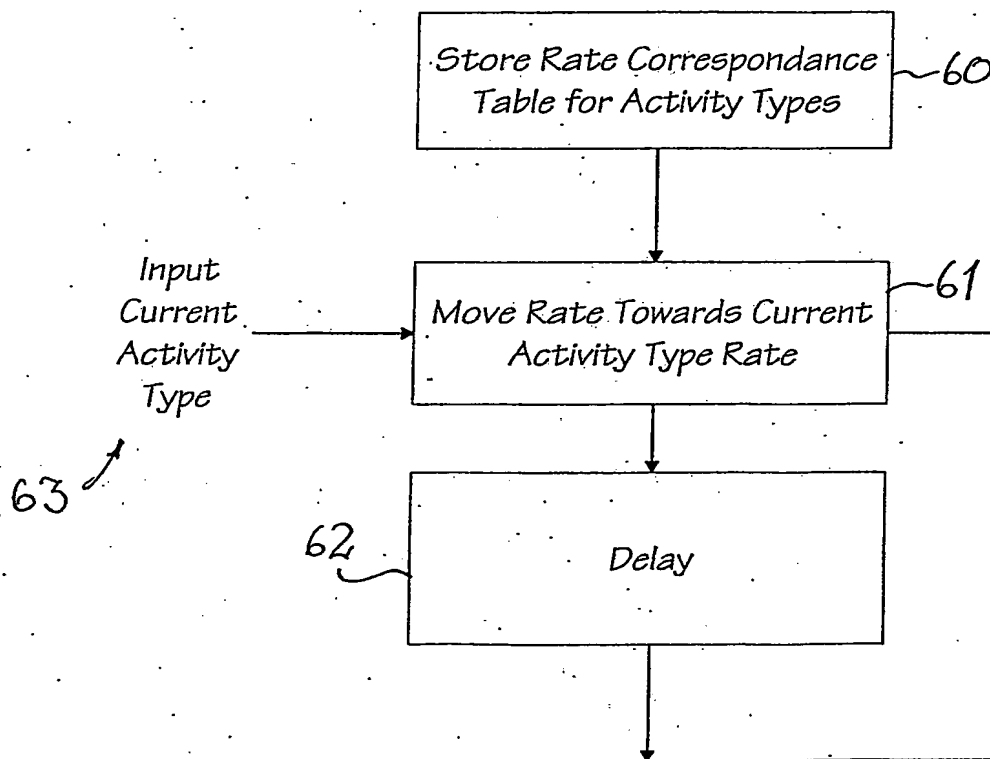 Store Rate Correspondance
Table for Activity Types
60
Input
Current
Activity
Type
63
Move Rate Towards Current
Activity Type Rate
61
Delay
62